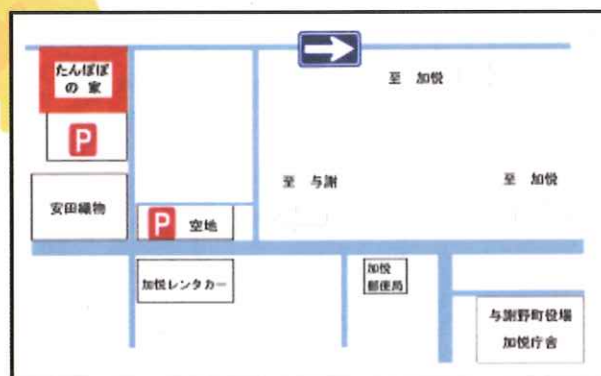 たんぽぽ
の 家
至 加悦
P
至 与謝
至 加悦
安田織物
P 空地
加悦レンタカー
加悦
郵便局
与謝野町役場
加悦庁舎